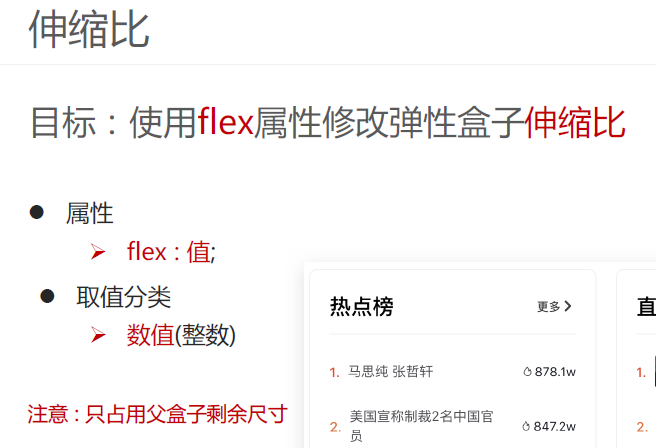 伸缩比
目标：使用flex属性修改弹性盒子伸缩比
属性
flex : 值;
取值分类
数值(整数)
注意 : 只占用父盒子剩余尺寸
热点榜 更多
1. 马思纯 张哲轩 878.1w
2. 美国宣称制裁2名中国官
员 847.2w
直
1.
2.